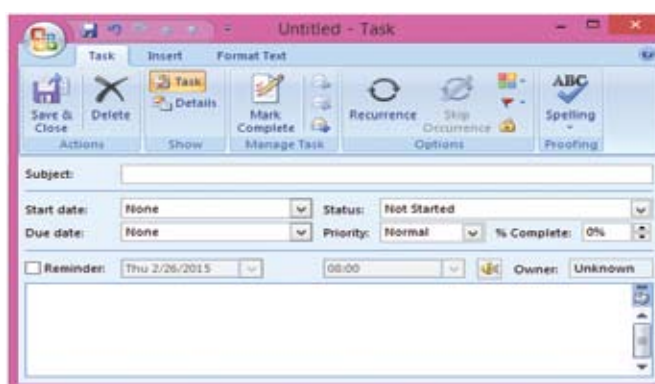 Untitled - Task
Task Insert Format Text
Save & Close
Delete
Task
Details
Mark Complete
Recurrence
Skip Occurrence
ABC
Spelling
Actions Show Manage Task Options Proofing
Subject:
Start date: None Status: Not Started
Due date: None Priority: Normal % Complete: 0%
Reminder: Thu 2/26/2015 08:00 Owner: Unknown